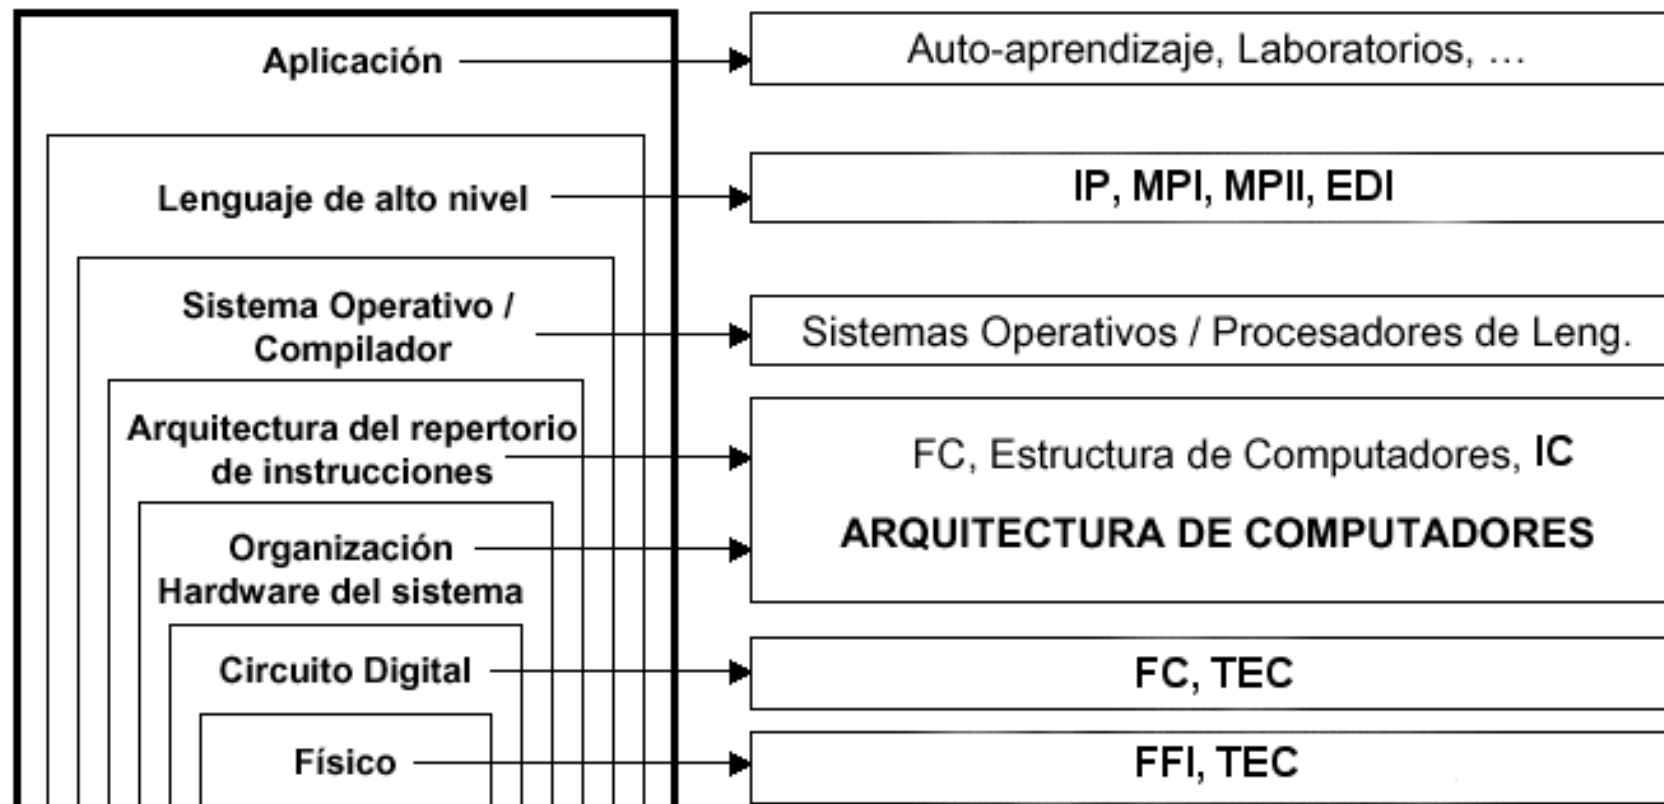 Aplicación
Auto-aprendizaje, Laboratorios, …
Lenguaje de alto nivel
IP, MPI, MPII, EDI
Sistema Operativo /
Compilador
Sistemas Operativos / Procesadores de Leng.
Arquitectura del repertorio
de instrucciones
FC, Estructura de Computadores, IC
ARQUITECTURA DE COMPUTADORES
Organización
Hardware del sistema
Circuito Digital
FC, TEC
Físico
FFI, TEC